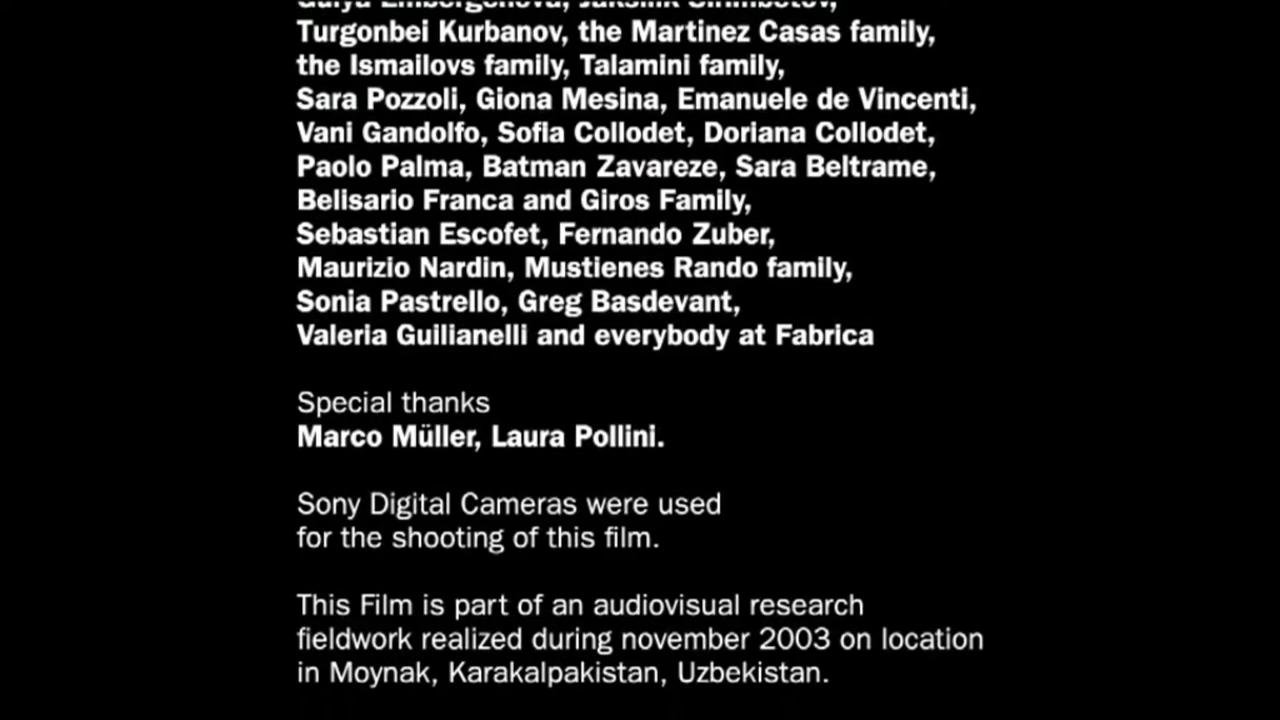 Turgonbei Kurbanov, the Martinez Casas family,
the Ismailovs family, Talamini family,
Sara Pozzoli, Giona Mesina, Emanuele de Vincenti,
Vani Gandolfo, Sofia Collodet, Doriana Collodet,
Paolo Palma, Batman Zavareze, Sara Beltrame,
Belisario Franca and Giros Family,
Sebastian Escofet, Fernando Zuber,
Maurizio Nardin, Mustienes Rando family,
Sonia Pastrello, Greg Basdevant,
Valeria Guilianelli and everybody at Fabrica
Special thanks
Marco Müller, Laura Pollini.
Sony Digital Cameras were used
for the shooting of this film.
This Film is part of an audiovisual research
fieldwork realized during november 2003 on location
in Moynak, Karakalpakistan, Uzbekistan.